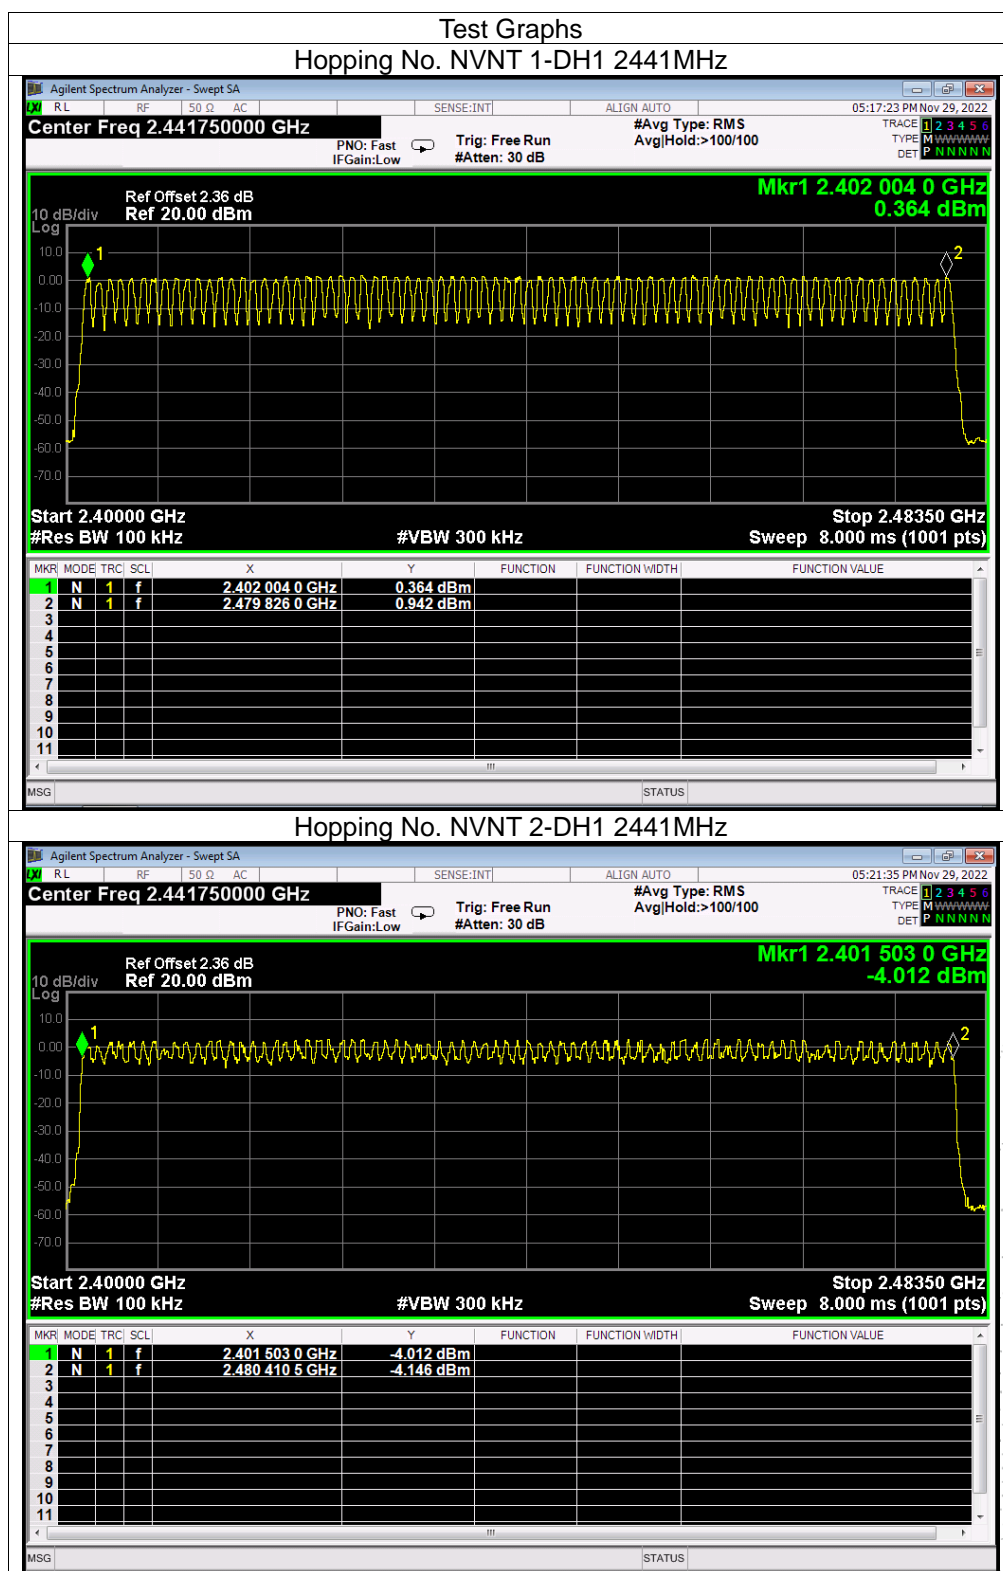 Test Graphs
Hopping No. NVNT 1-DH1 2441MHz
Agilent Spectrum Analyzer - Swept SA
LXI RL RF 50 Ω AC SENSE:INT ALIGN AUTO 05:17:23 PM Nov 29, 2022
Center Freq 2.441750000 GHz #Avg Type: RMS TRACE 1 2 3 4 5 6
PNO: Fast Trig: Free Run Avg|Hold:>100/100 TYPE M WWWWW
IFGain:Low #Atten: 30 dB DET P N N N N N
Mkr1 2.402 004 0 GHz
0.364 dBm
Ref Offset 2.36 dB
10 dB/div Ref 20.00 dBm
Log
10.0
0.00
-10.0
-20.0
-30.0
-40.0
-50.0
-60.0
-70.0
1
2
Start 2.40000 GHz Stop 2.48350 GHz
#Res BW 100 kHz #VBW 300 kHz Sweep 8.000 ms (1001 pts)
MKR MODE TRC SCL X Y FUNCTION FUNCTION WIDTH FUNCTION VALUE
1 N 1 f 2.402 004 0 GHz 0.364 dBm
2 N 1 f 2.479 826 0 GHz 0.942 dBm
3
4
5
6
7
8
9
10
11
MSG STATUS
Hopping No. NVNT 2-DH1 2441MHz
Agilent Spectrum Analyzer - Swept SA
LXI RL RF 50 Ω AC SENSE:INT ALIGN AUTO 05:21:35 PM Nov 29, 2022
Center Freq 2.441750000 GHz #Avg Type: RMS TRACE 1 2 3 4 5 6
PNO: Fast Trig: Free Run Avg|Hold:>100/100 TYPE M WWWWW
IFGain:Low #Atten: 30 dB DET P N N N N N
Mkr1 2.401 503 0 GHz
-4.012 dBm
Ref Offset 2.36 dB
10 dB/div Ref 20.00 dBm
Log
10.0
0.00
-10.0
-20.0
-30.0
-40.0
-50.0
-60.0
-70.0
1
2
Start 2.40000 GHz Stop 2.48350 GHz
#Res BW 100 kHz #VBW 300 kHz Sweep 8.000 ms (1001 pts)
MKR MODE TRC SCL X Y FUNCTION FUNCTION WIDTH FUNCTION VALUE
1 N 1 f 2.401 503 0 GHz -4.012 dBm
2 N 1 f 2.480 410 5 GHz -4.146 dBm
3
4
5
6
7
8
9
10
11
MSG STATUS